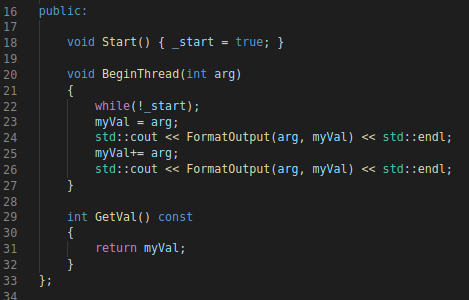 16 public:
17
18 void Start() { _start = true; }
19
20 void BeginThread(int arg)
21 {
22 while(!_start);
23 myVal = arg;
24 std::cout << FormatOutput(arg, myVal) << std::endl;
25 myVal+= arg;
26 std::cout << FormatOutput(arg, myVal) << std::endl;
27 }
28
29 int GetVal() const
30 {
31 return myVal;
32 }
33 };
34